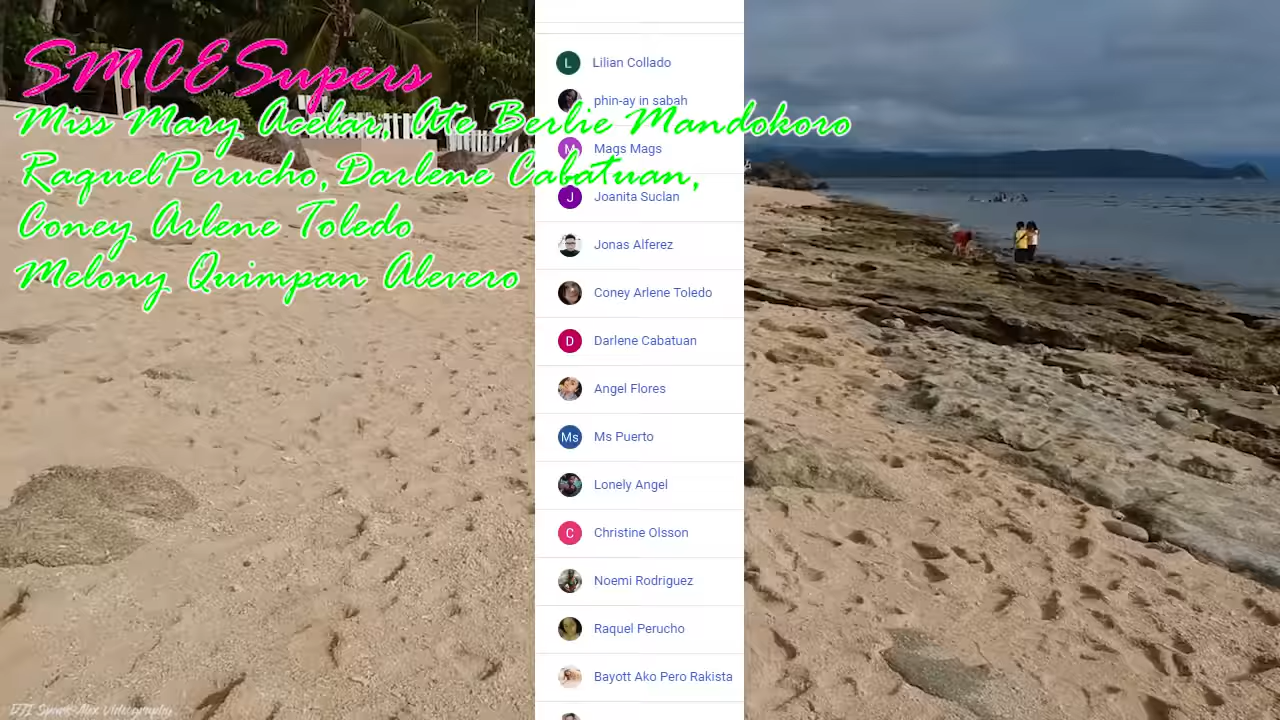 SMCESupers
Miss Mary Acelar, Ate Berlie Mandokoro
RaquelPerucho, Darlene Cabatuan,
Coney Arlene Toledo
Melony Quimpan Alevero
L Lilian Collado
phin-ay in sabah
M Mags Mags
J Joanita Suclan
Jonas Alferez
Coney Arlene Toledo
D Darlene Cabatuan
Angel Flores
Ms Ms Puerto
Lonely Angel
C Christine Olsson
Noemi Rodriguez
Raquel Perucho
Bayott Ako Pero Rakista